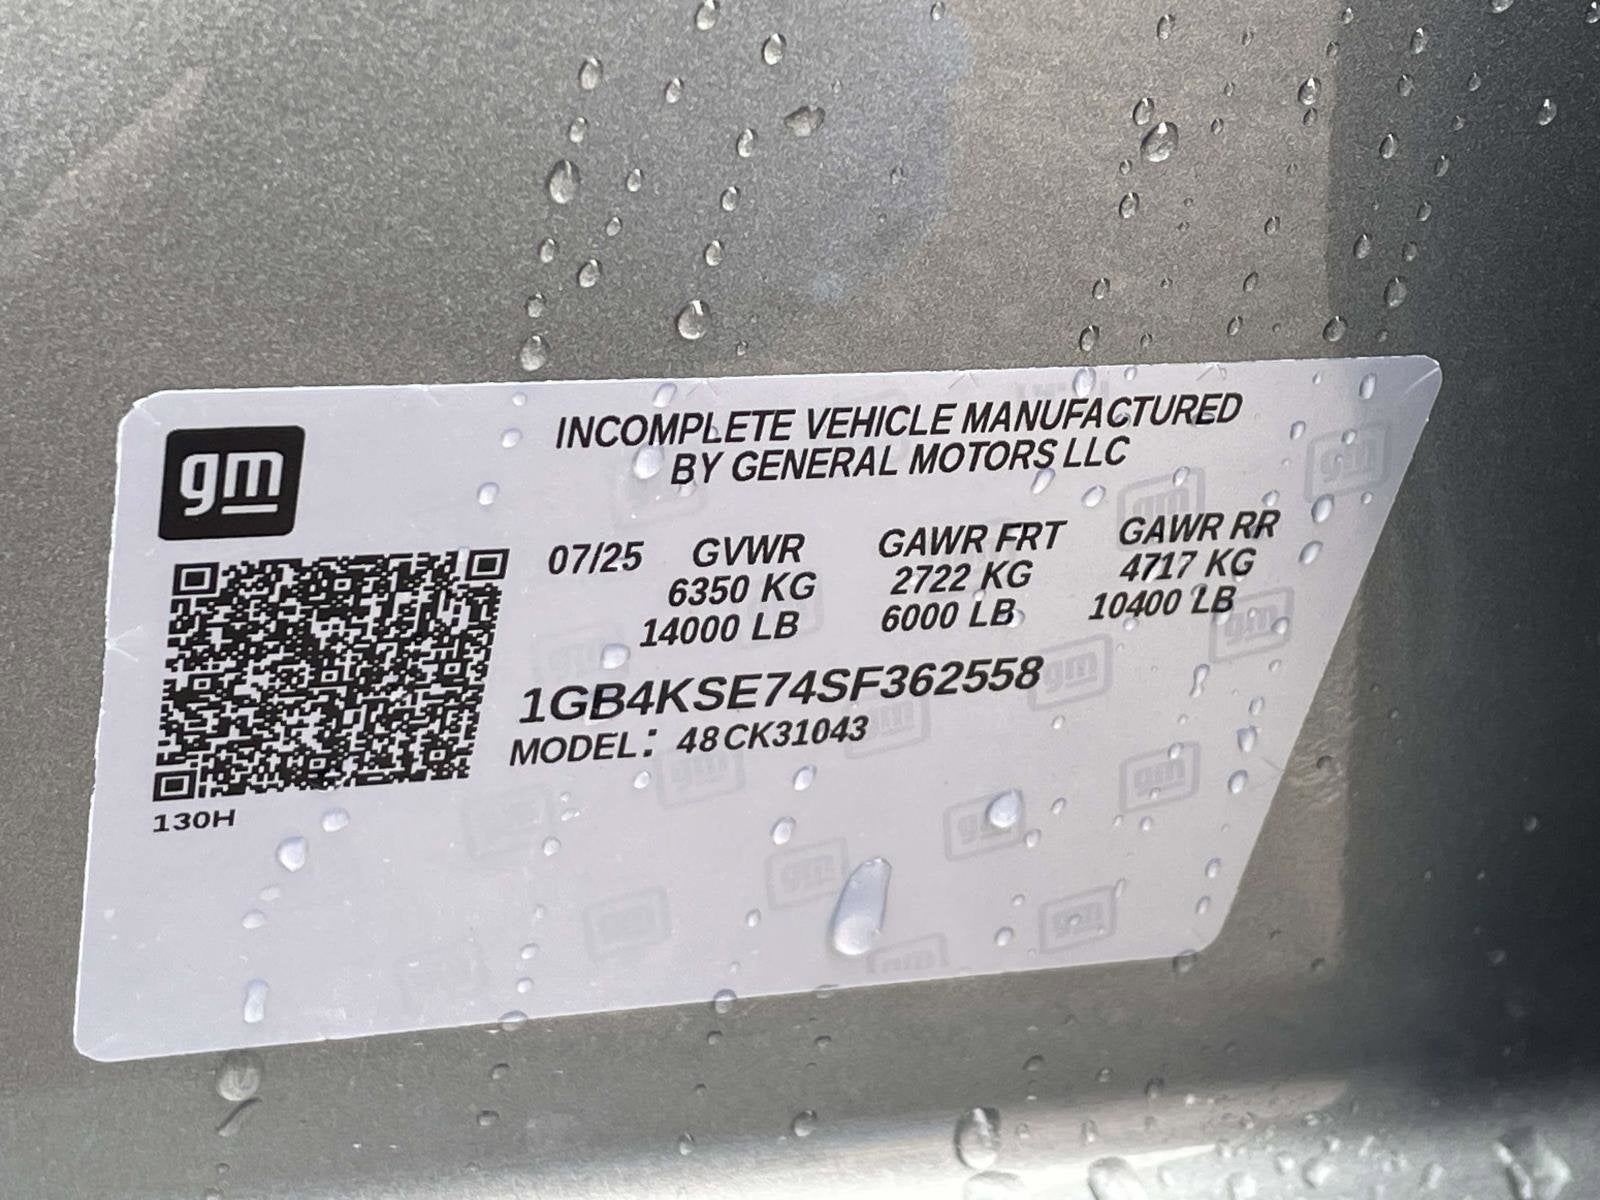 gm
INCOMPLETE VEHICLE MANUFACTURED
BY GENERAL MOTORS LLC
07/25 GVWR GAWR FRT GAWR RR
6350 KG 2722 KG 4717 KG
14000 LB 6000 LB 10400 LB
1GB4KSE74SF362558
MODEL: 48CK31043
130H